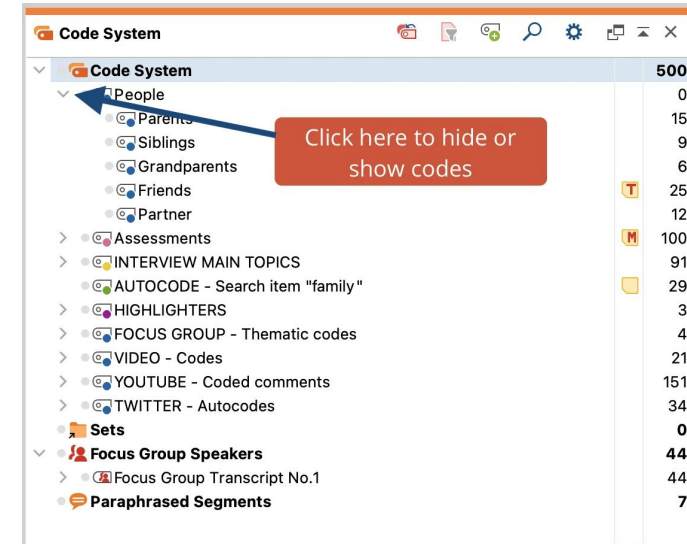 Code System
Code System 500
People 0
Parents 15
Click here to hide or
show codes
Siblings 9
Grandparents 6
Friends T 25
Partner 12
Assessments M 100
INTERVIEW MAIN TOPICS 91
AUTOCODE - Search item "family" 29
HIGHLIGHTERS 3
FOCUS GROUP - Thematic codes 4
VIDEO - Codes 21
YOUTUBE - Coded comments 151
TWITTER - Autocodes 34
Sets 0
Focus Group Speakers 44
Focus Group Transcript No.1 44
Paraphrased Segments 7